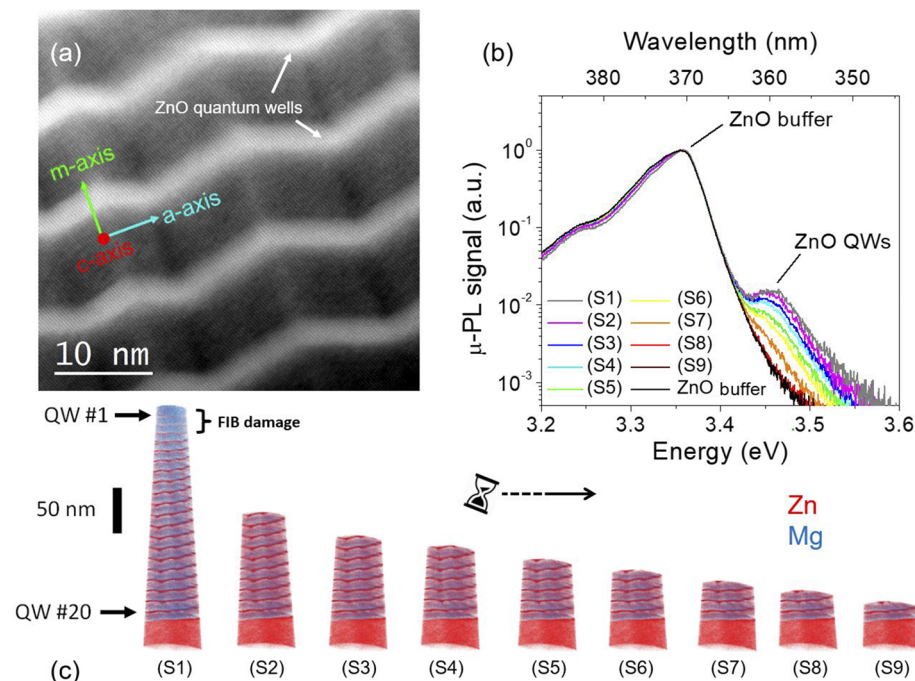 (a)
ZnO quantum wells
m-axis
a-axis
c-axis
10 nm
(b)
Wavelength (nm)
380 370 360 350
ZnO buffer
ZnO QWs
μ-PL signal (a.u.)
10⁰
10⁻¹
10⁻²
10⁻³
(S1) (S6)
(S2) (S7)
(S3) (S8)
(S4) (S9)
(S5) ZnO buffer
3.2 3.3 3.4 3.5 3.6
Energy (eV)
QW #1
FIB damage
50 nm
Zn
Mg
QW #20
(c)
(S1) (S2) (S3) (S4) (S5) (S6) (S7) (S8) (S9)